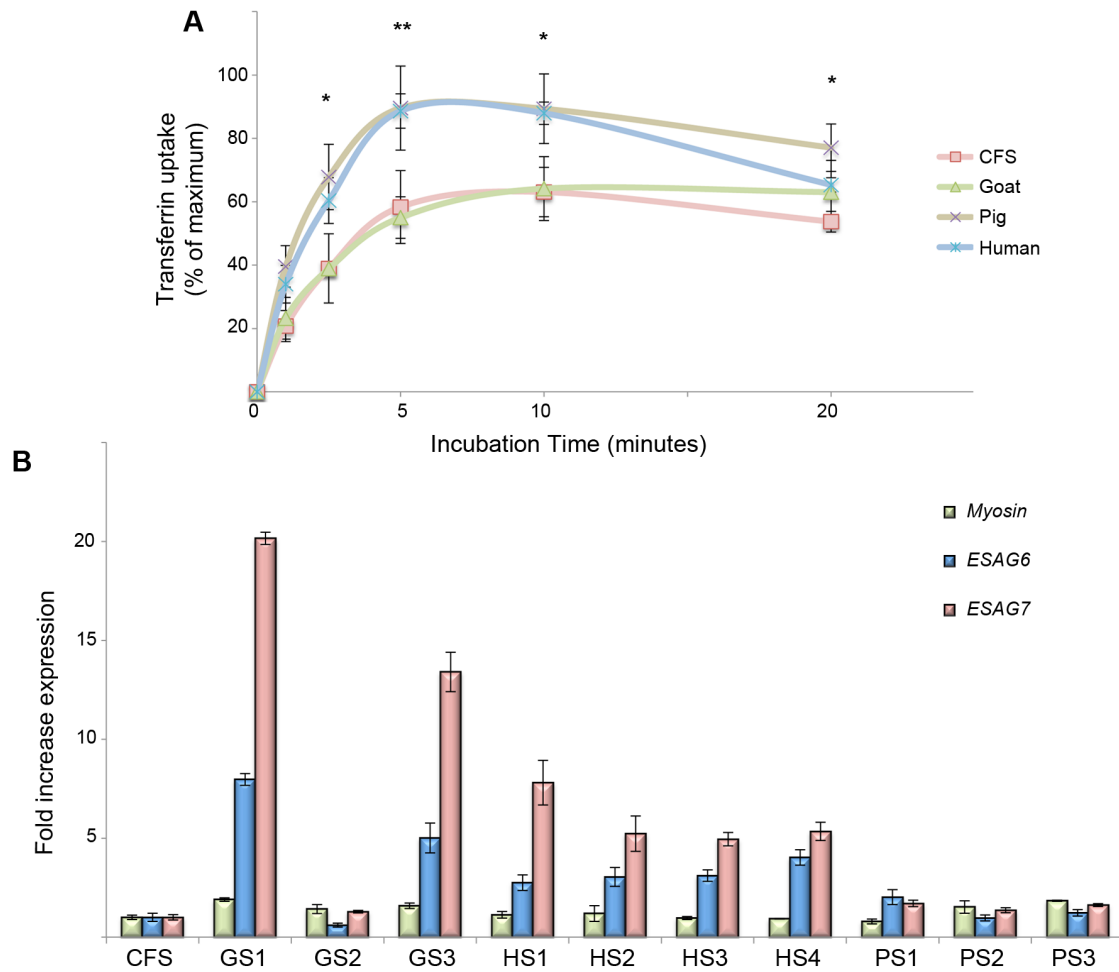 A
** 
*
*
*
100
80
60
40
20
Transferrin uptake
(% of maximum)
0
5
10
20
Incubation Time (minutes)
CFS
Goat
Pig
Human
B
20
15
10
5
Fold increase expression
Myosin
ESAG6
ESAG7
CFS GS1 GS2 GS3 HS1 HS2 HS3 HS4 PS1 PS2 PS3